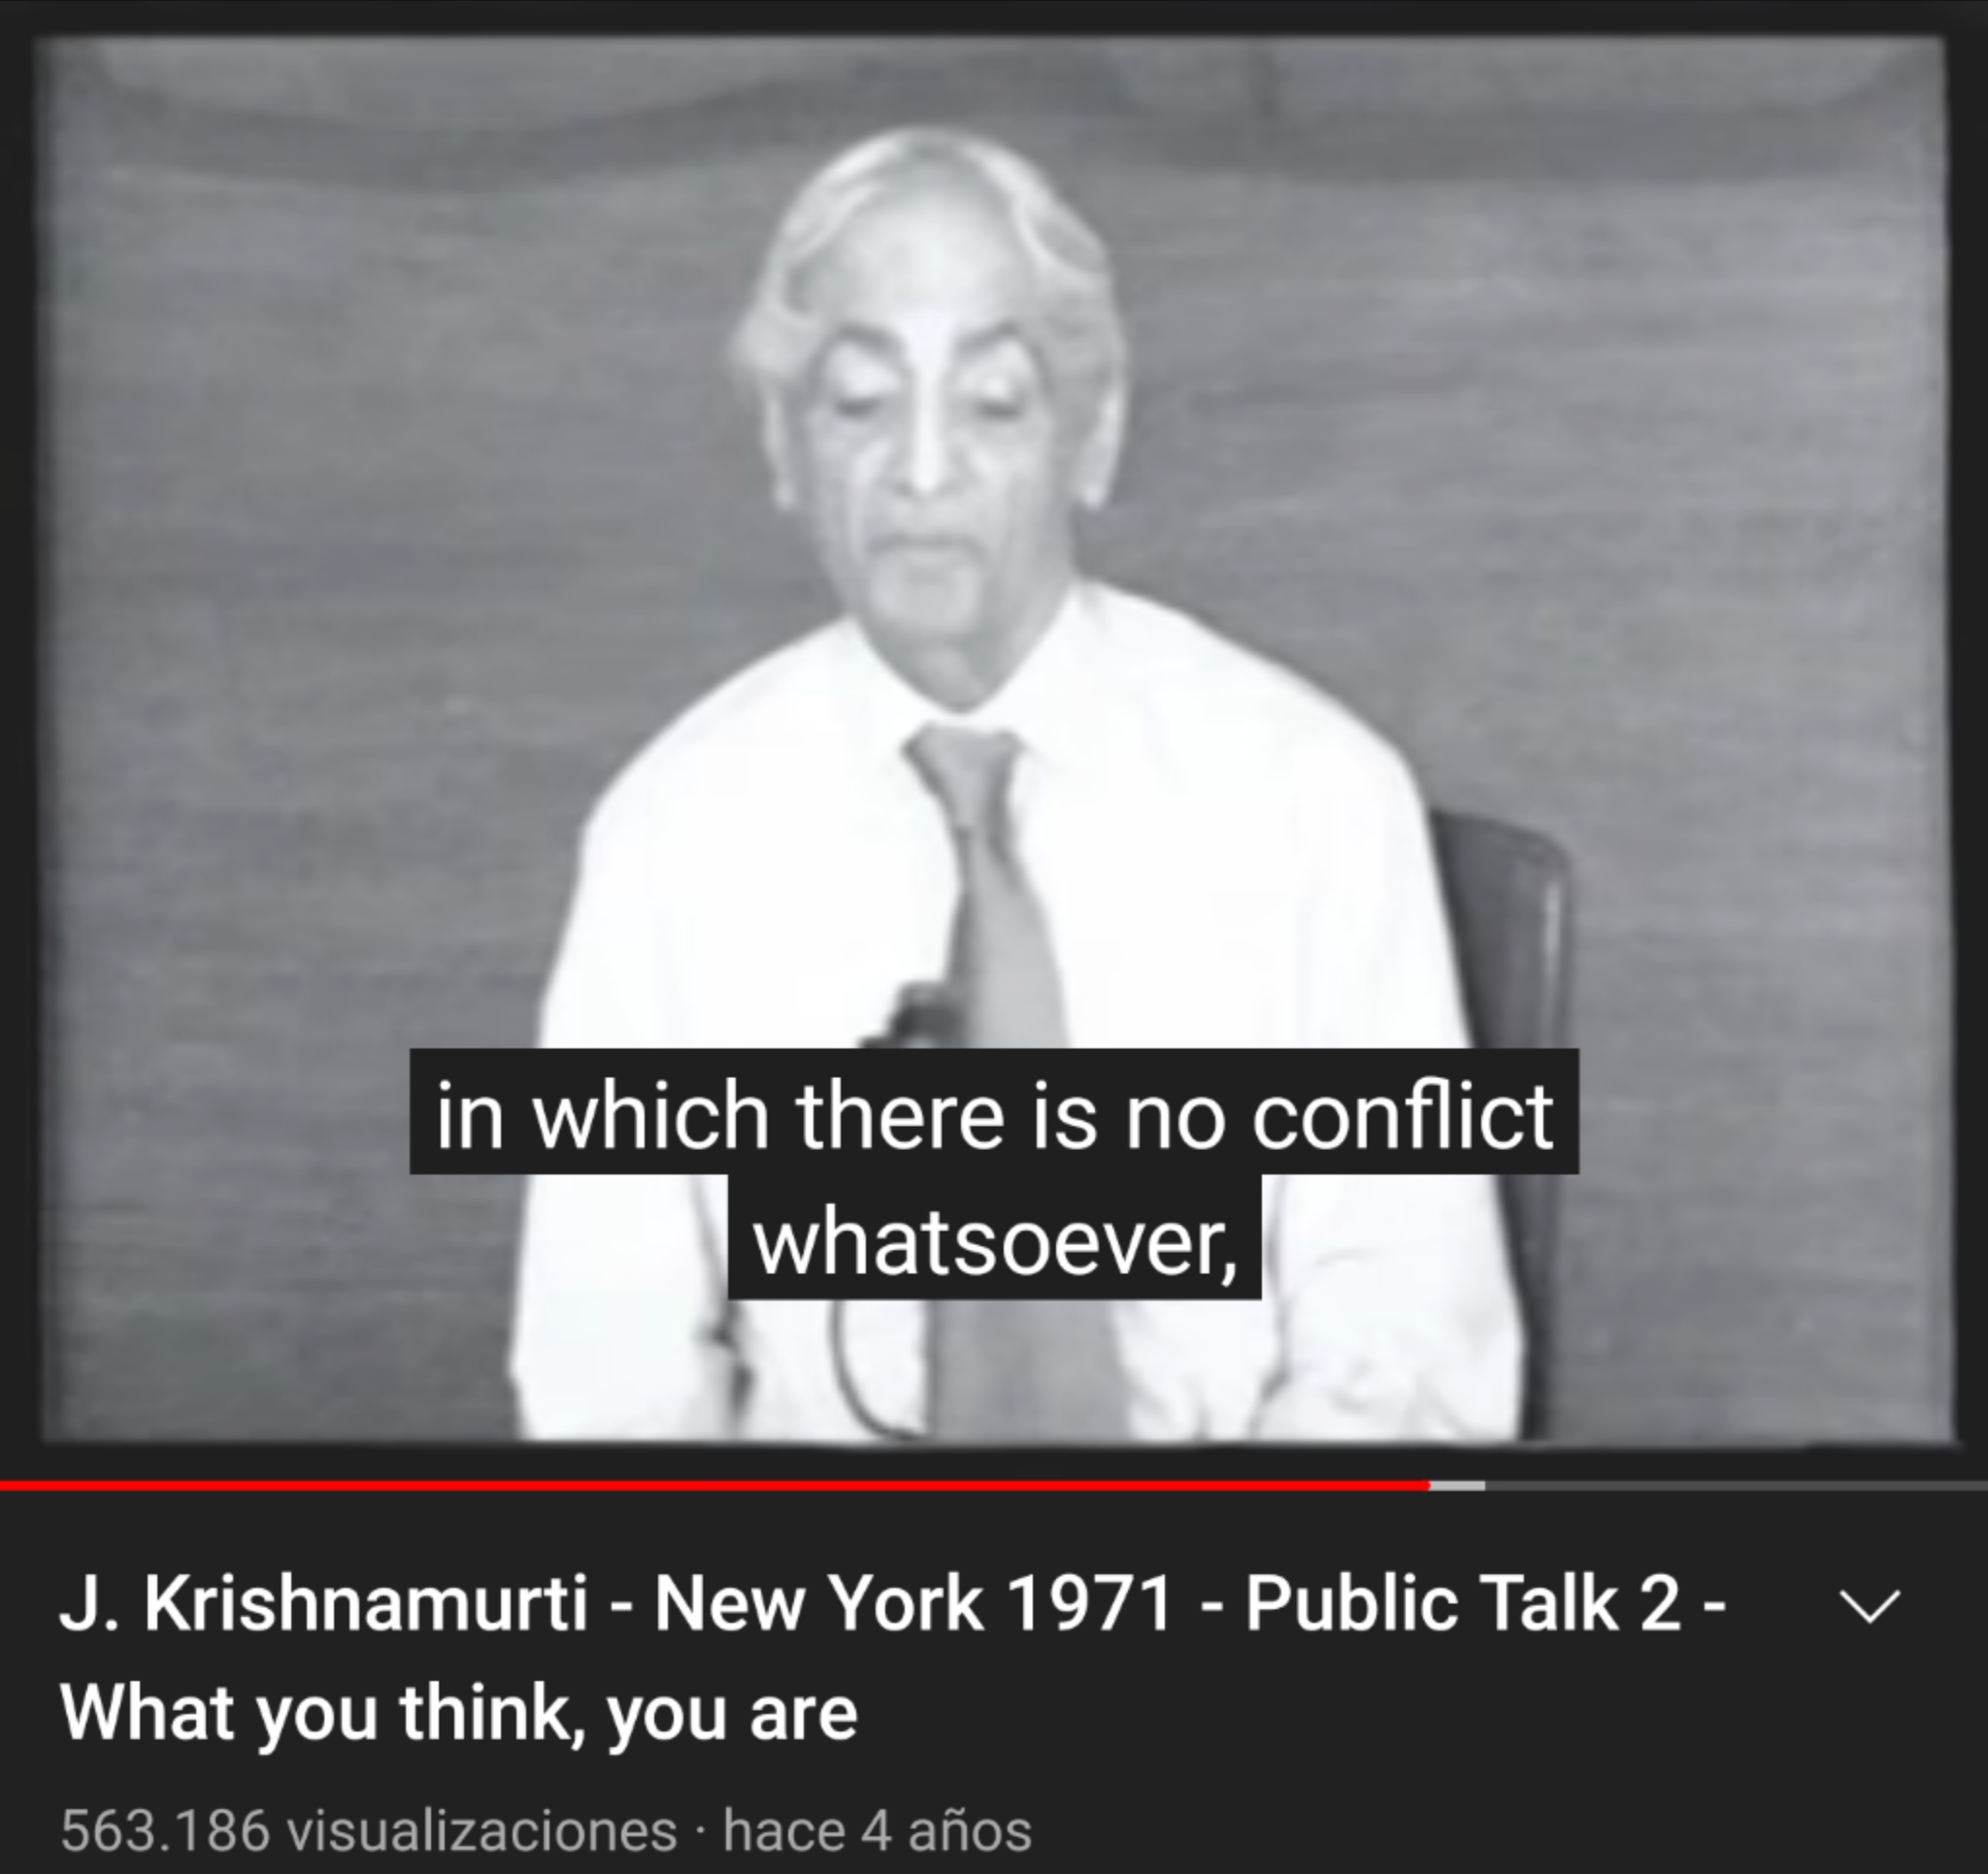 in which there is no conflict
whatsoever,
J. Krishnamurti - New York 1971 - Public Talk 2 -
What you think, you are
563.186 visualizaciones · hace 4 años